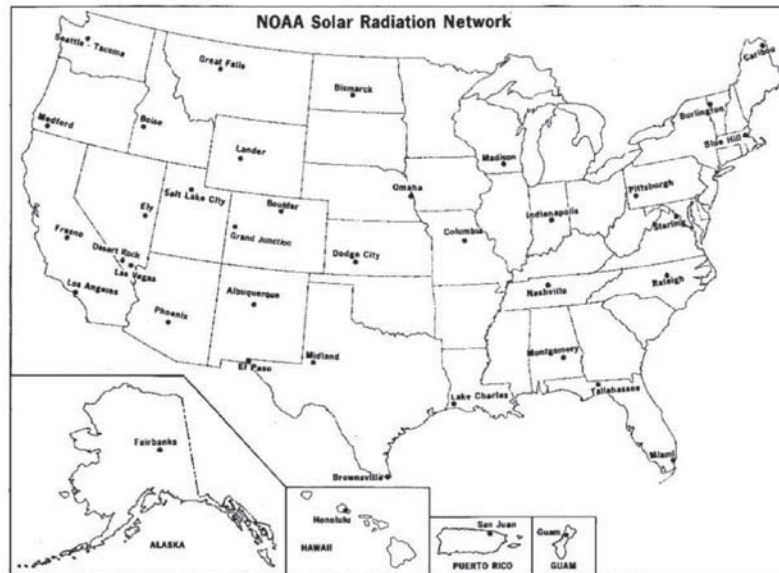 NOAA Solar Radiation Network
Seattle - Tacoma
Great Falls
Bismarck
Caribou
Burlington
Medford
Boise
Blue Hill
Lander
Madison
Salt Lake City
Omaha
Pittsburgh
Ely
Boulder
Indianapolis
Sterling
Fresno
Grand Junction
Columbia
Desert Rock
Dodge City
Las Vegas
Raleigh
Los Angeles
Albuquerque
Nashville
Phoenix
El Paso
Midland
Montgomery
Lake Charles
Tallahassee
Fairbanks
Miami
Brownsville
Honolulu
San Juan
Guam
ALASKA
HAWAII
PUERTO RICO
GUAM